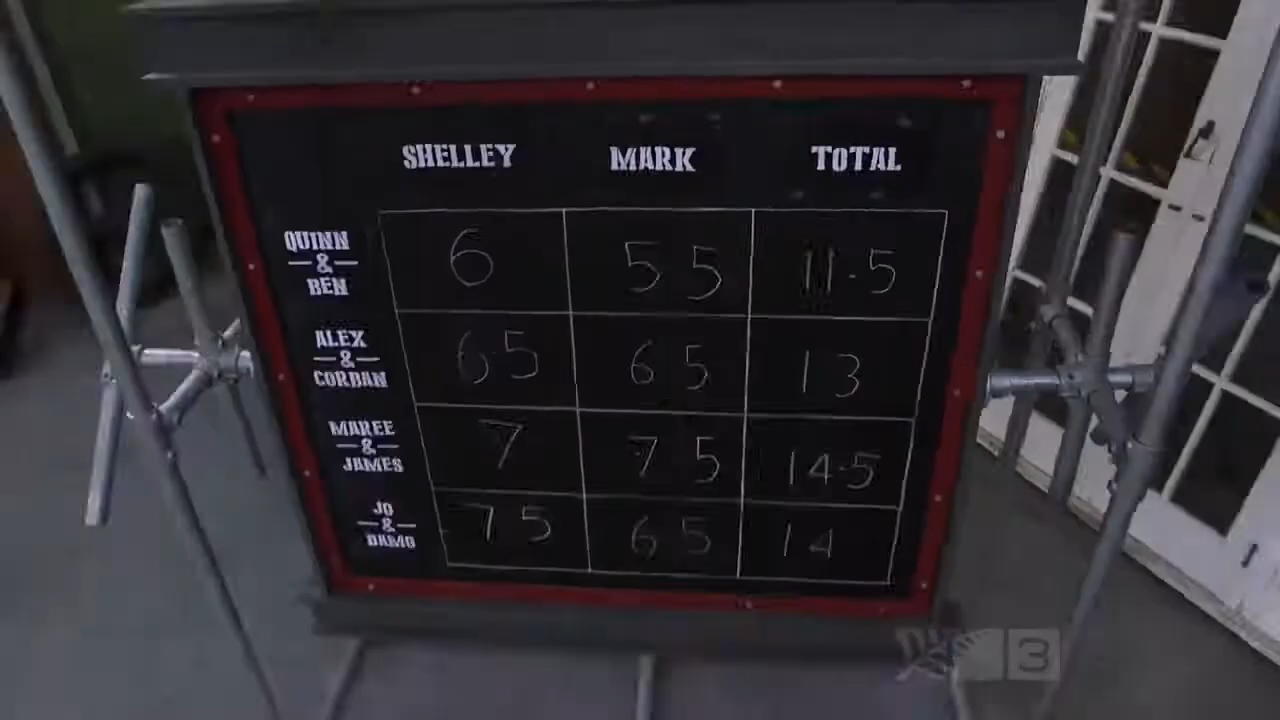 SHELLEY MARK TOTAL
QUINN & BEN 6 5 5 11.5
ALEX & CORBAN 6.5 6 5 13
MAREE & JAMES 7 7 5 14.5
JO & DAMO 7 5 6 5 14
3